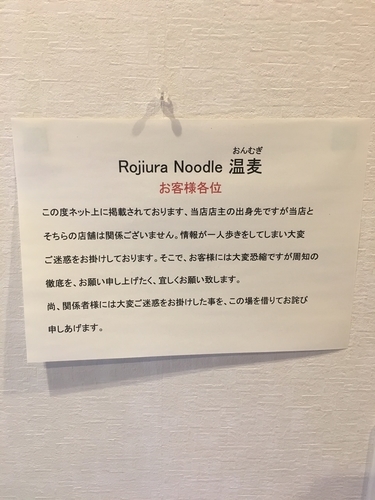 おんむぎ
Rojiura Noodle 温麦
お客様各位
この度ネット上に掲載されております、当店店主の出身先ですが当店と
そちらの店舗は関係ございません。情報が一人歩きをしてしまい大変
ご迷惑をお掛けしております。そこで、お客様には大変恐縮ですが周知の
徹底を、お願い申し上げたく、宜しくお願い致します。
尚、関係者様には大変ご迷惑をお掛けした事を、この場を借りてお詫び
申しあげます。